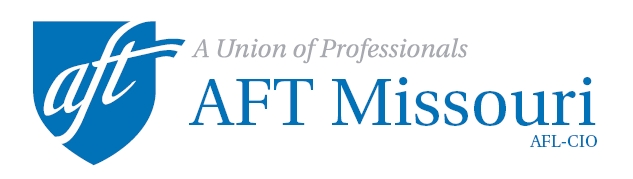 aft
A Union of Professionals
AFT Missouri
AFL-CIO